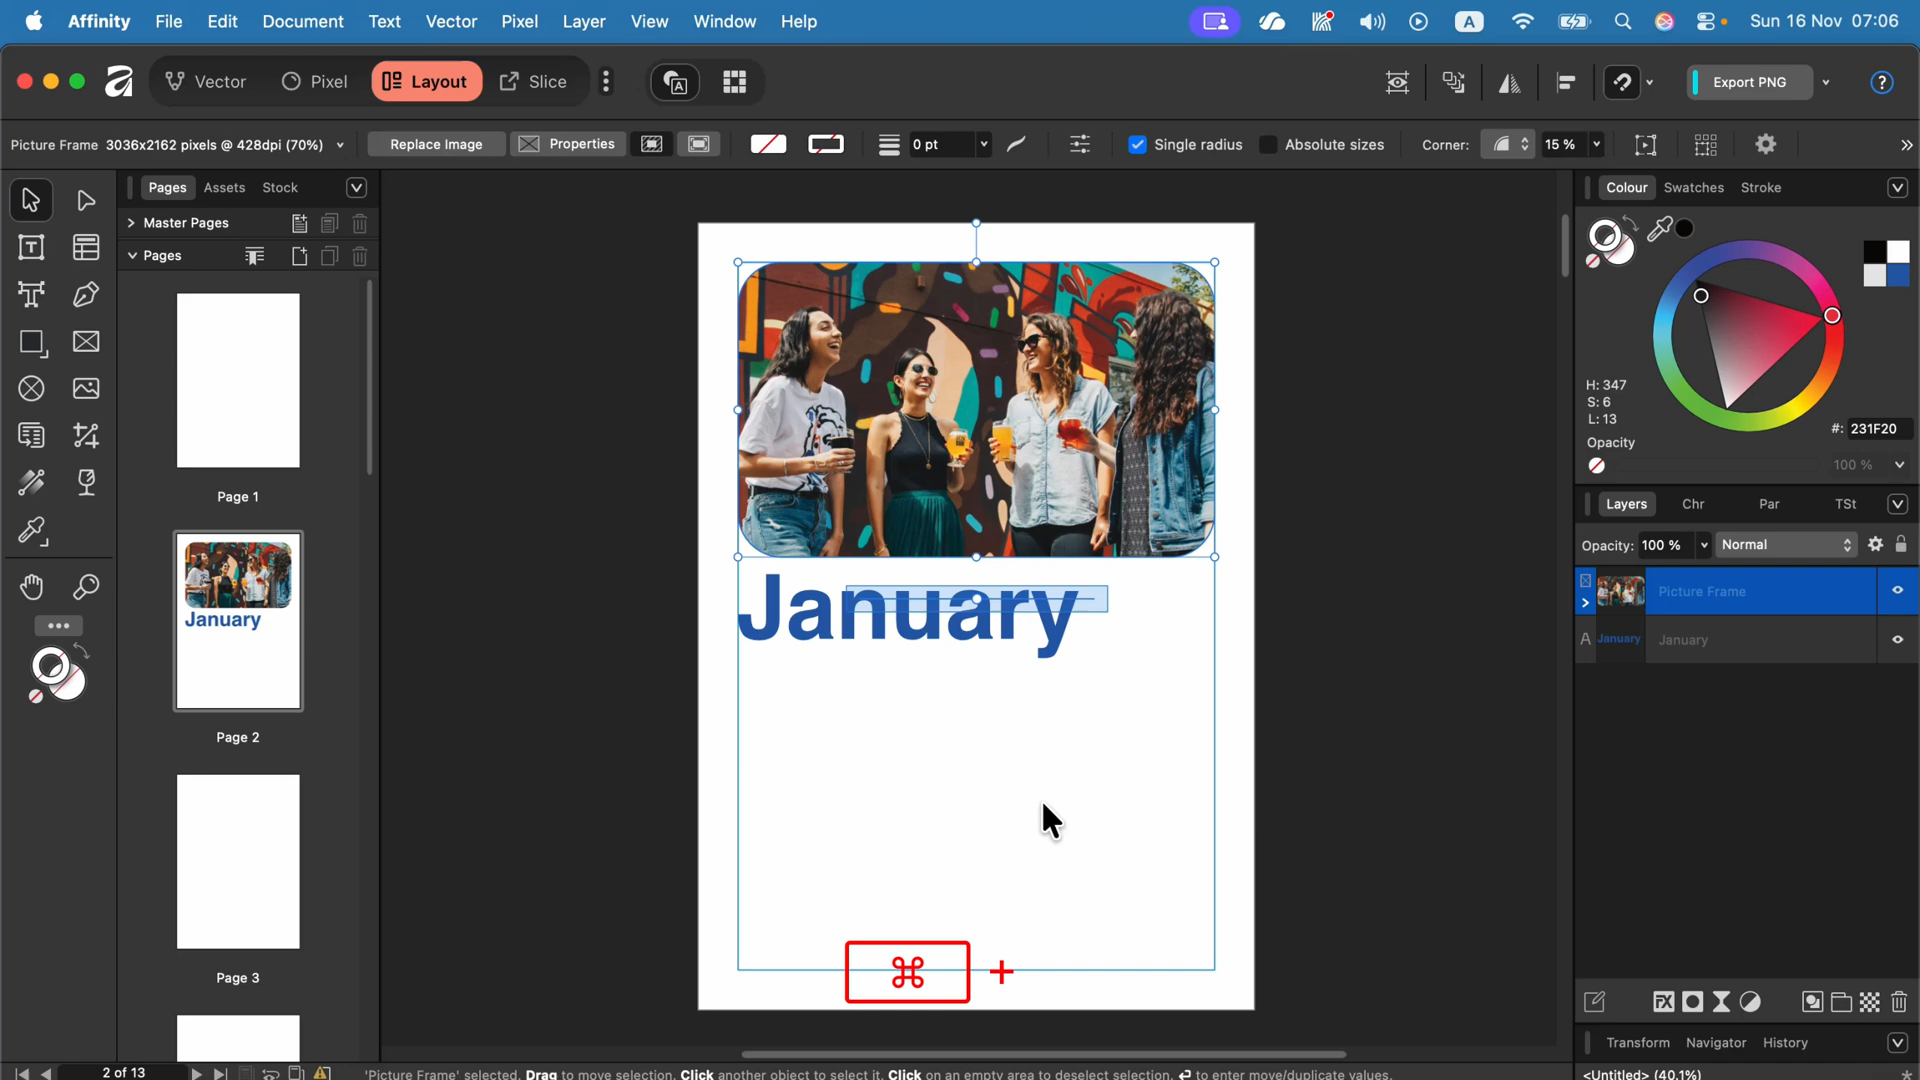 Affinity File Edit Document Text Vector Pixel Layer View Window Help A Sun 16 Nov 07:06
Vector Pixel Layout Slice A Export PNG ?
Picture Frame 3036x2162 pixels @ 428dpi (70%) Replace Image Properties 0 pt Single radius Absolute sizes Corner: 15 %
Pages Assets Stock
Master Pages
Pages
Page 1
January
Page 2
Page 3
January
⌘ +
Colour Swatches Stroke
H: 347
S: 6
L: 13
#: 231F20
Opacity
100 %
Layers Chr Par TSt
Opacity: 100 % Normal
Picture Frame
A January January
FX
Transform Navigator History
2 of 13 'Picture Frame' selected. Drag to move selection. Click another object to select it. Click on an empty area to deselect selection. ↩ to enter move/duplicate values. <Untitled> (40.1%)